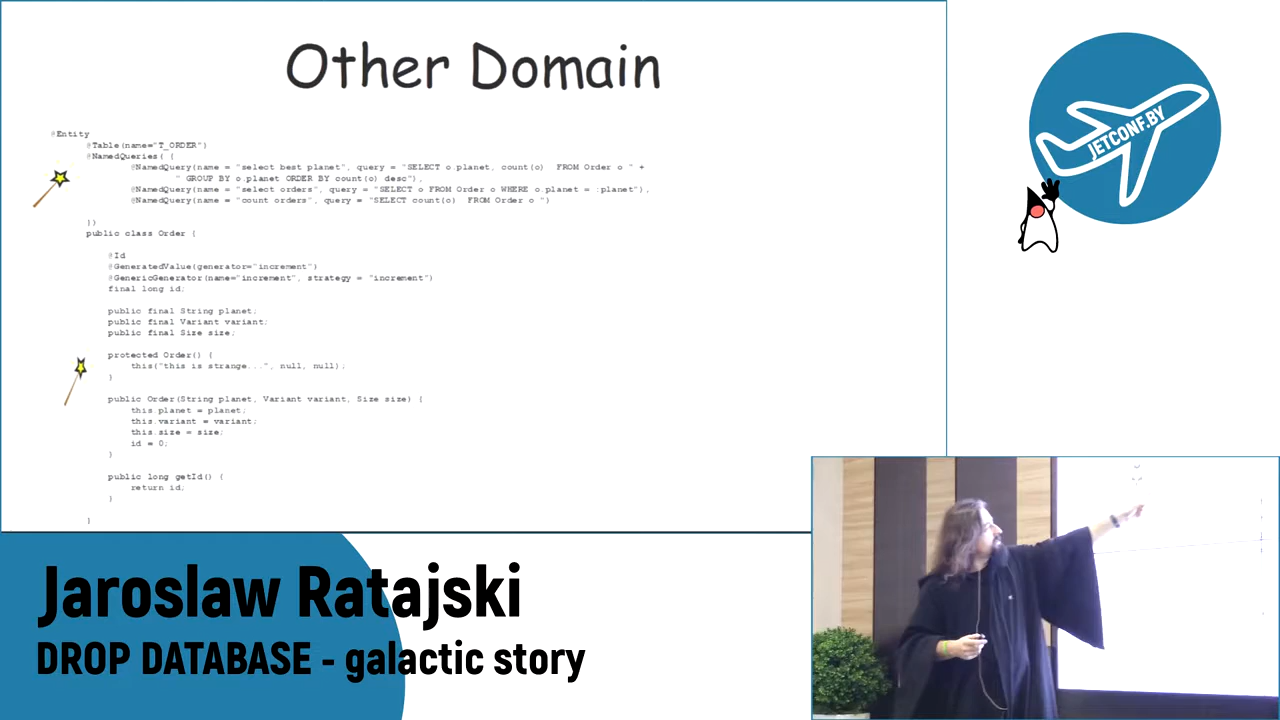 Other Domain
@Entity
@Table(name="T_ORDER")
@NamedQueries( {
@NamedQuery(name = "select best planet", query = "SELECT o.planet, count(o)  FROM Order o " +
" GROUP BY o.planet ORDER BY count(o) desc"),
@NamedQuery(name = "select orders", query = "SELECT o FROM Order o WHERE o.planet = :planet"),
@NamedQuery(name = "count orders", query = "SELECT count(o)  FROM Order o ")
})
public class Order {
@Id
@GeneratedValue(generator="increment")
@GenericGenerator(name="increment", strategy = "increment")
final long id;
public final String planet;
public final Variant variant;
public final Size size;
protected Order() {
this("this is strange...", null, null);
}
public Order(String planet, Variant variant, Size size) {
this.planet = planet;
this.variant = variant;
this.size = size;
id = 0;
}
public long getId() {
return id;
}
}
JETCONF.BY
Jaroslaw Ratajski
DROP DATABASE - galactic story